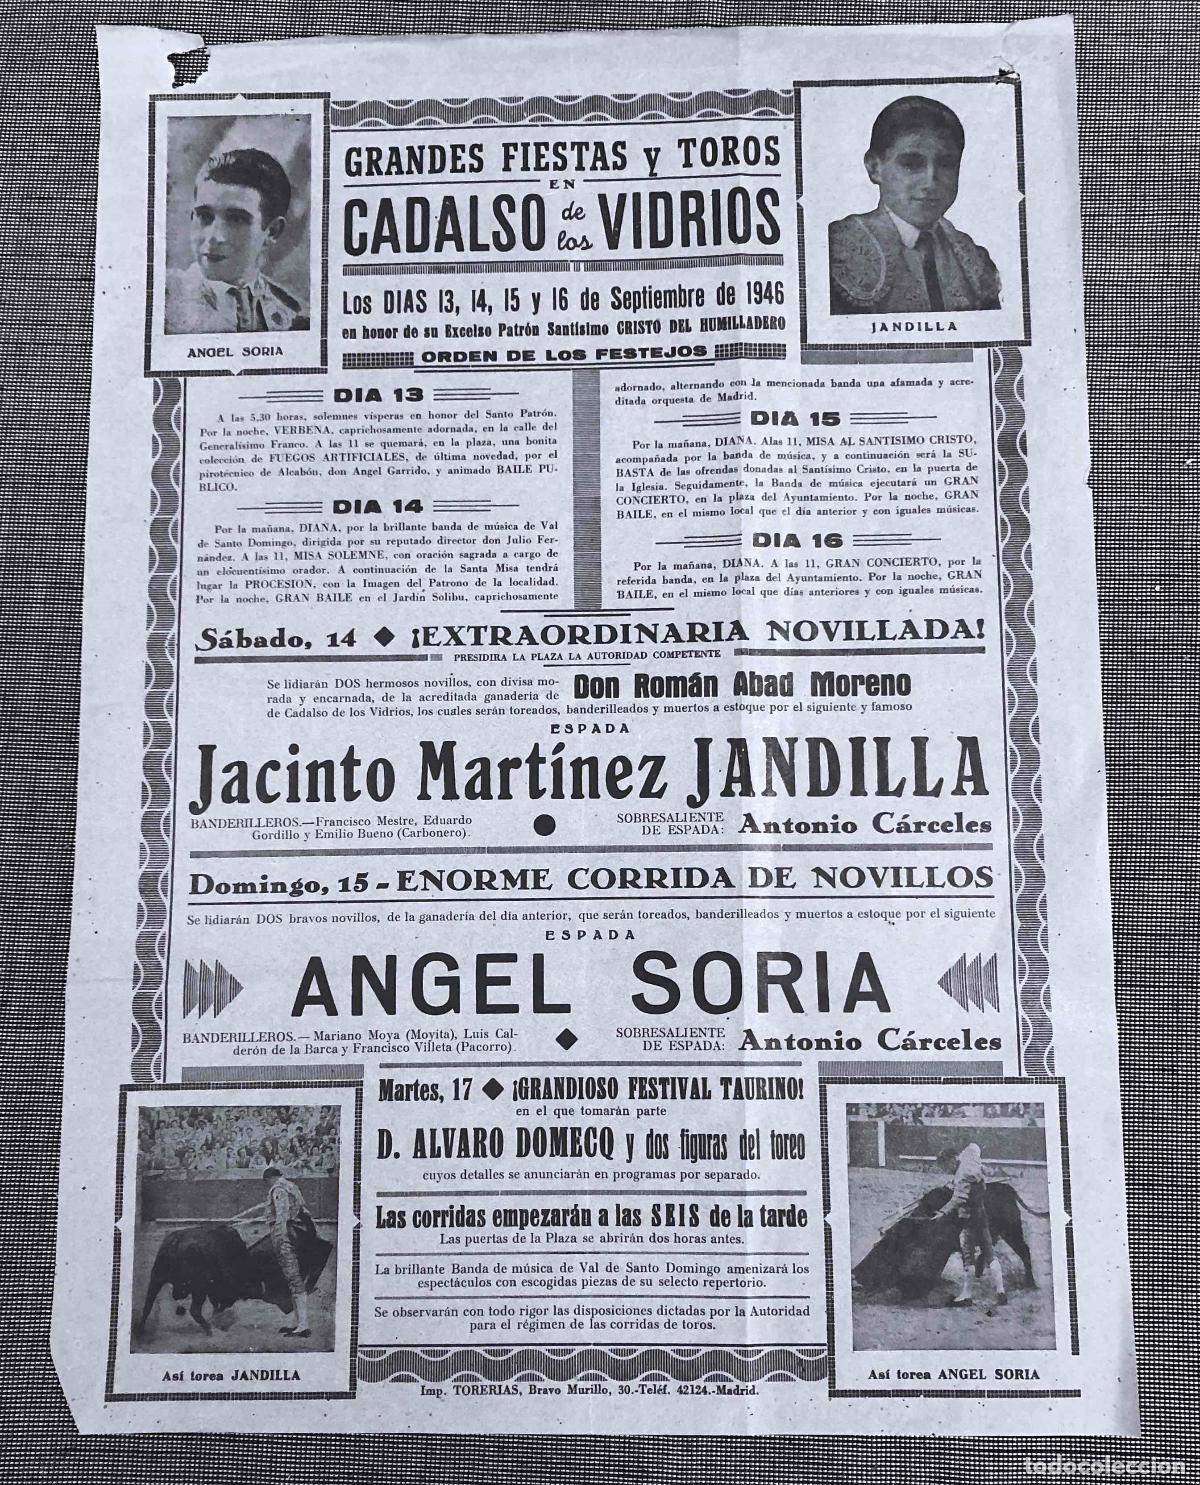 GRANDES FIESTAS y TOROS
EN
CADALSO de los VIDRIOS
Los DIAS 13, 14, 15 y 16 de Septiembre de 1946
en honor de su Excelso Patrón Santísimo CRISTO DEL HUMILLADERO
ORDEN DE LOS FESTEJOS
ANGEL SORIA
JANDILLA
DIA 13
A las 5,30 horas, solemnes vísperas en honor del Santo Patrón.
Por la noche, VERBENA, caprichosamente adornada, en la calle del
Generalísimo Franco. A las 11 se quemará, en la plaza, una bonita
colección de FUEGOS ARTIFICIALES, de última novedad, por el
pirotécnico de Alcabón, don Angel Garrido, y animado BAILE PU-
BLICO.
DIA 14
Por la mañana, DIANA, por la brillante banda de música de Val
de Santo Domingo, dirigida por su reputado director don Julio Fer-
nández. A las 11, MISA SOLEMNE, con oración sagrada a cargo de
un elocuentísimo orador. A continuación de la Santa Misa tendrá
lugar la PROCESION, con la Imagen del Patrono de la localidad.
Por la noche, GRAN BAILE en el Jardín Solibu, caprichosamente
adornado, alternando con la mencionada banda una afamada y acre-
ditada orquesta de Madrid.
DIA 15
Por la mañana, DIANA. Alas 11, MISA AL SANTISIMO CRISTO,
acompañada por la banda de música, y a continuación será la SU-
BASTA de las ofrendas donadas al Santísimo Cristo, en la puerta de
la Iglesia. Seguidamente, la Banda de música ejecutará un GRAN
CONCIERTO, en la plaza del Ayuntamiento. Por la noche, GRAN
BAILE, en el mismo local que el día anterior y con iguales músicas.
DIA 16
Por la mañana, DIANA. A las 11, GRAN CONCIERTO, por la
referida banda, en la plaza del Ayuntamiento. Por la noche, GRAN
BAILE, en el mismo local que días anteriores y con iguales músicas.
Sábado, 14 ◆ ¡EXTRAORDINARIA NOVILLADA!
PRESIDIRA LA PLAZA LA AUTORIDAD COMPETENTE
Se lidiarán DOS hermosos novillos, con divisa mo-
rada y encarnada, de la acreditada ganadería de Don Román Abad Moreno
de Cadalso de los Vidrios, los cuales serán toreados, banderilleados y muertos a estoque por el siguiente y famoso
ESPADA
Jacinto Martínez JANDILLA
BANDERILLEROS.—Francisco Mestre, Eduardo
Gordillo y Emilio Bueno (Carbonero).
SOBRESALIENTE
DE ESPADA: Antonio Cárceles
Domingo, 15 - ENORME CORRIDA DE NOVILLOS
Se lidiarán DOS bravos novillos, de la ganadería del día anterior, que serán toreados, banderilleados y muertos a estoque por el siguiente
ESPADA
ANGEL SORIA
BANDERILLEROS.— Mariano Moya (Moyita), Luis Cal-
derón de la Barca y Francisco Villeta (Pacorro).
SOBRESALIENTE
DE ESPADA: Antonio Cárceles
Martes, 17 ◆ ¡GRANDIOSO FESTIVAL TAURINO!
en el que tomarán parte
D. ALVARO DOMECQ y dos figuras del toreo
cuyos detalles se anunciarán en programas por separado.
Las corridas empezarán a las SEIS de la tarde
Las puertas de la Plaza se abrirán dos horas antes.
La brillante Banda de música de Val de Santo Domingo amenizará los
espectáculos con escogidas piezas de su selecto repertorio.
Se observarán con todo rigor las disposiciones dictadas por la Autoridad
para el régimen de las corridas de toros.
Así torea JANDILLA
Así torea ANGEL SORIA
Imp. TORERIAS, Bravo Murillo, 30.-Teléf. 42124.-Madrid.
todocoleccion